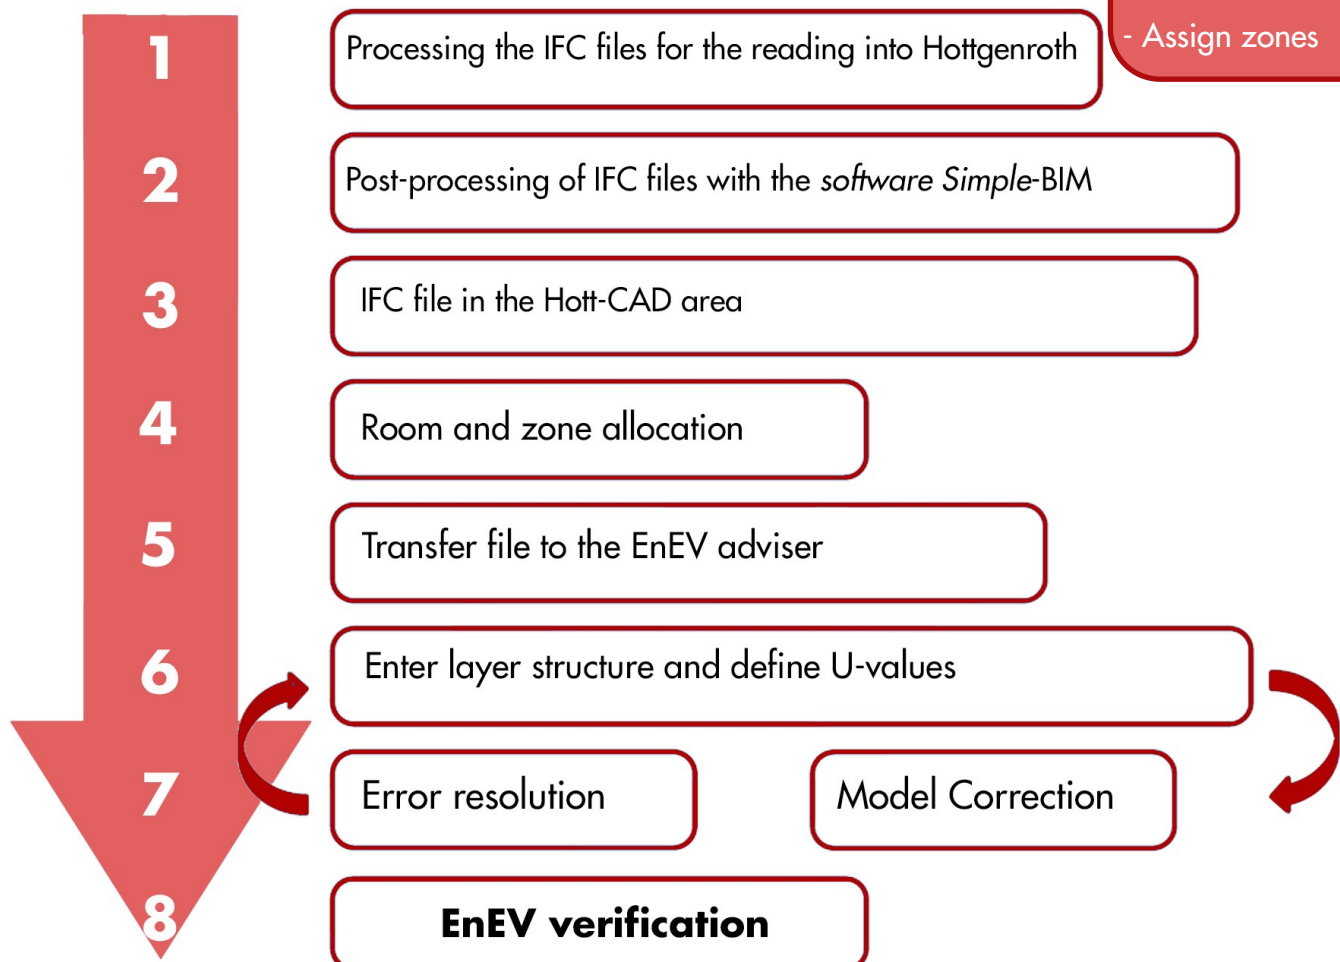 1
Processing the IFC files for the reading into Hottgenroth
- Assign zones
2
Post-processing of IFC files with the software Simple-BIM
3
IFC file in the Hott-CAD area
4
Room and zone allocation
5
Transfer file to the EnEV adviser
6
Enter layer structure and define U-values
7
Error resolution
Model Correction
8
EnEV verification